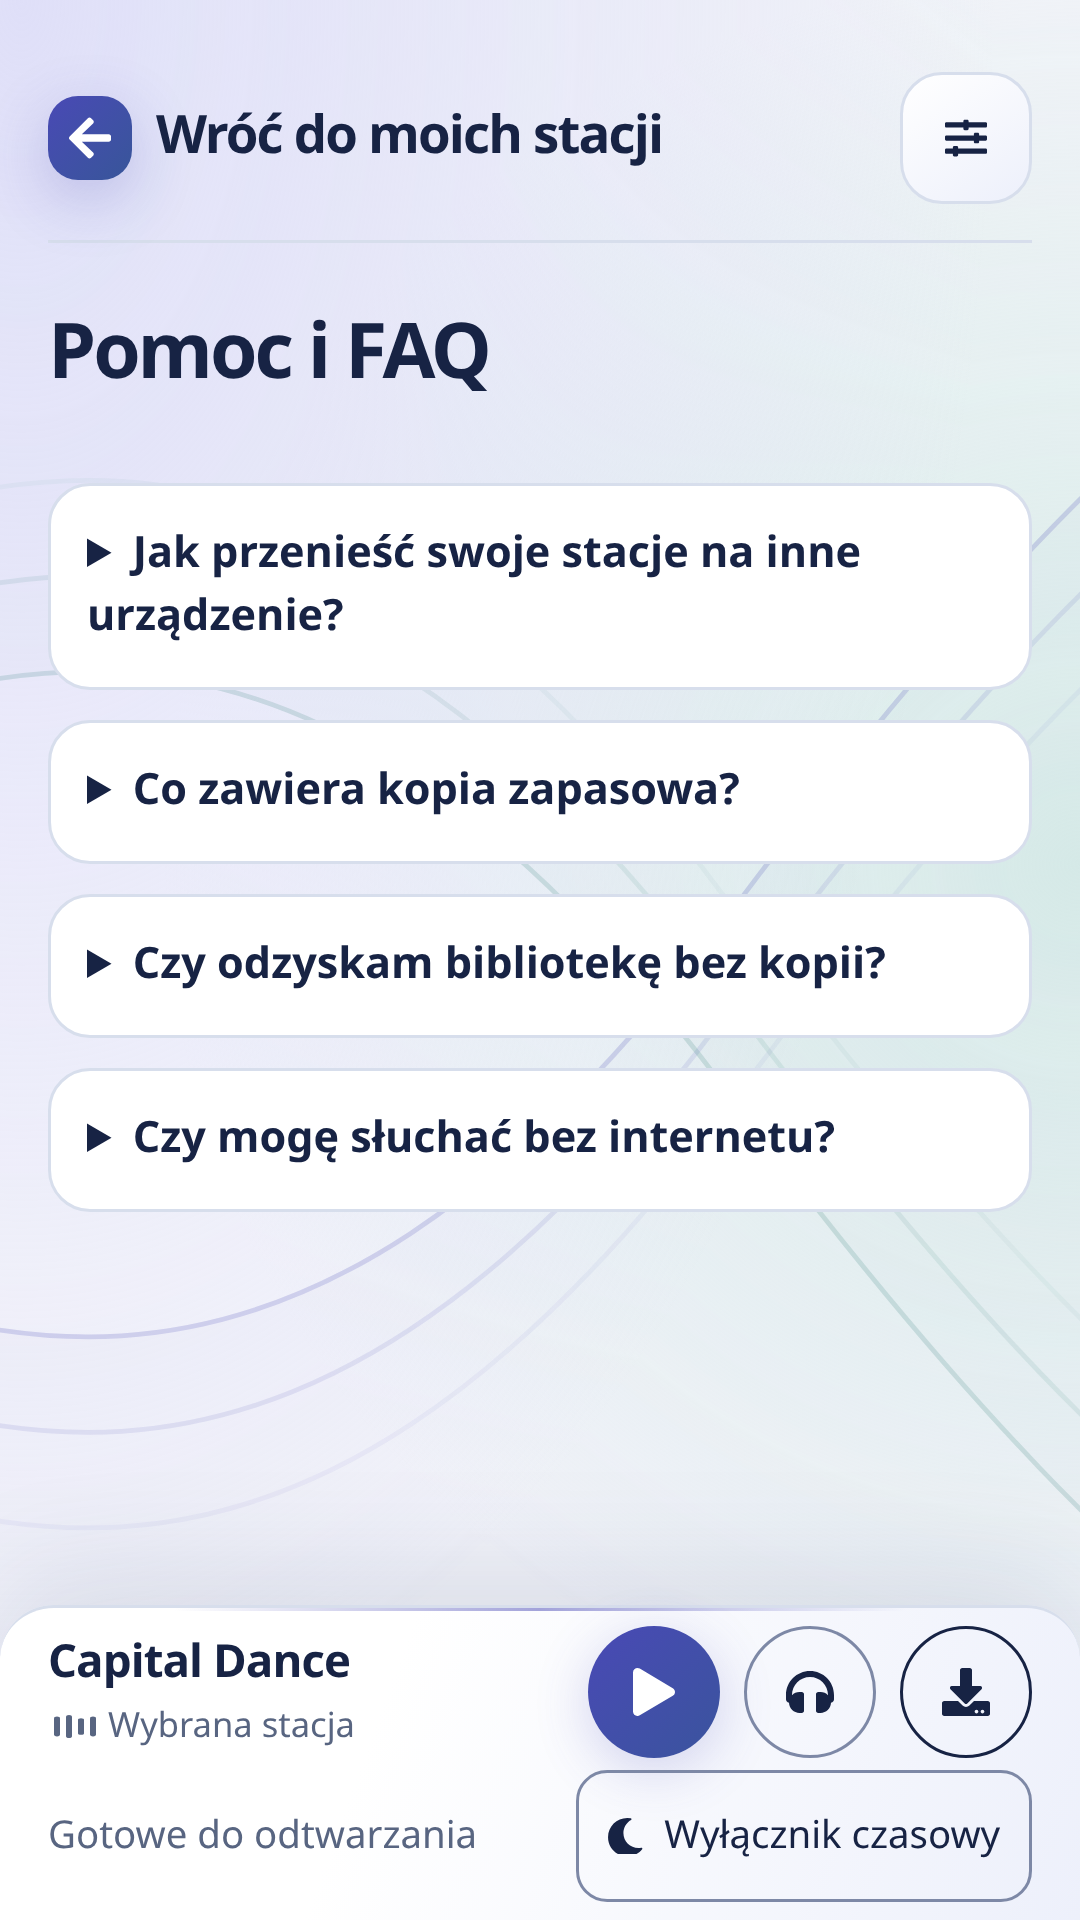 Wróć do moich stacji
Pomoc i FAQ
Jak przenieść swoje stacje na inne
urządzenie?
Co zawiera kopia zapasowa?
Czy odzyskam bibliotekę bez kopii?
Czy mogę słuchać bez internetu?
Capital Dance
Wybrana stacja
Gotowe do odtwarzania
Wyłącznik czasowy